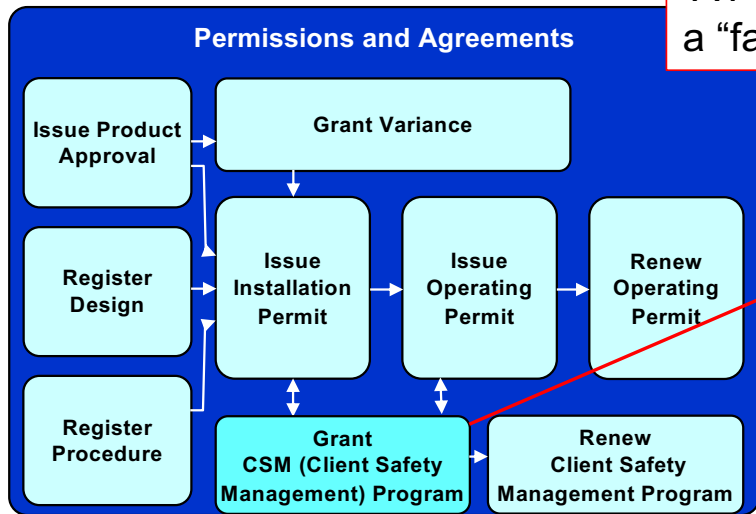 a “fa
Permissions and Agreements
Issue Product
Approval
Grant Variance
Register
Design
Issue
Installation
Permit
Issue
Operating
Permit
Renew
Operating
Permit
Register
Procedure
Grant
CSM (Client Safety
Management) Program
Renew
Client Safety
Management Program